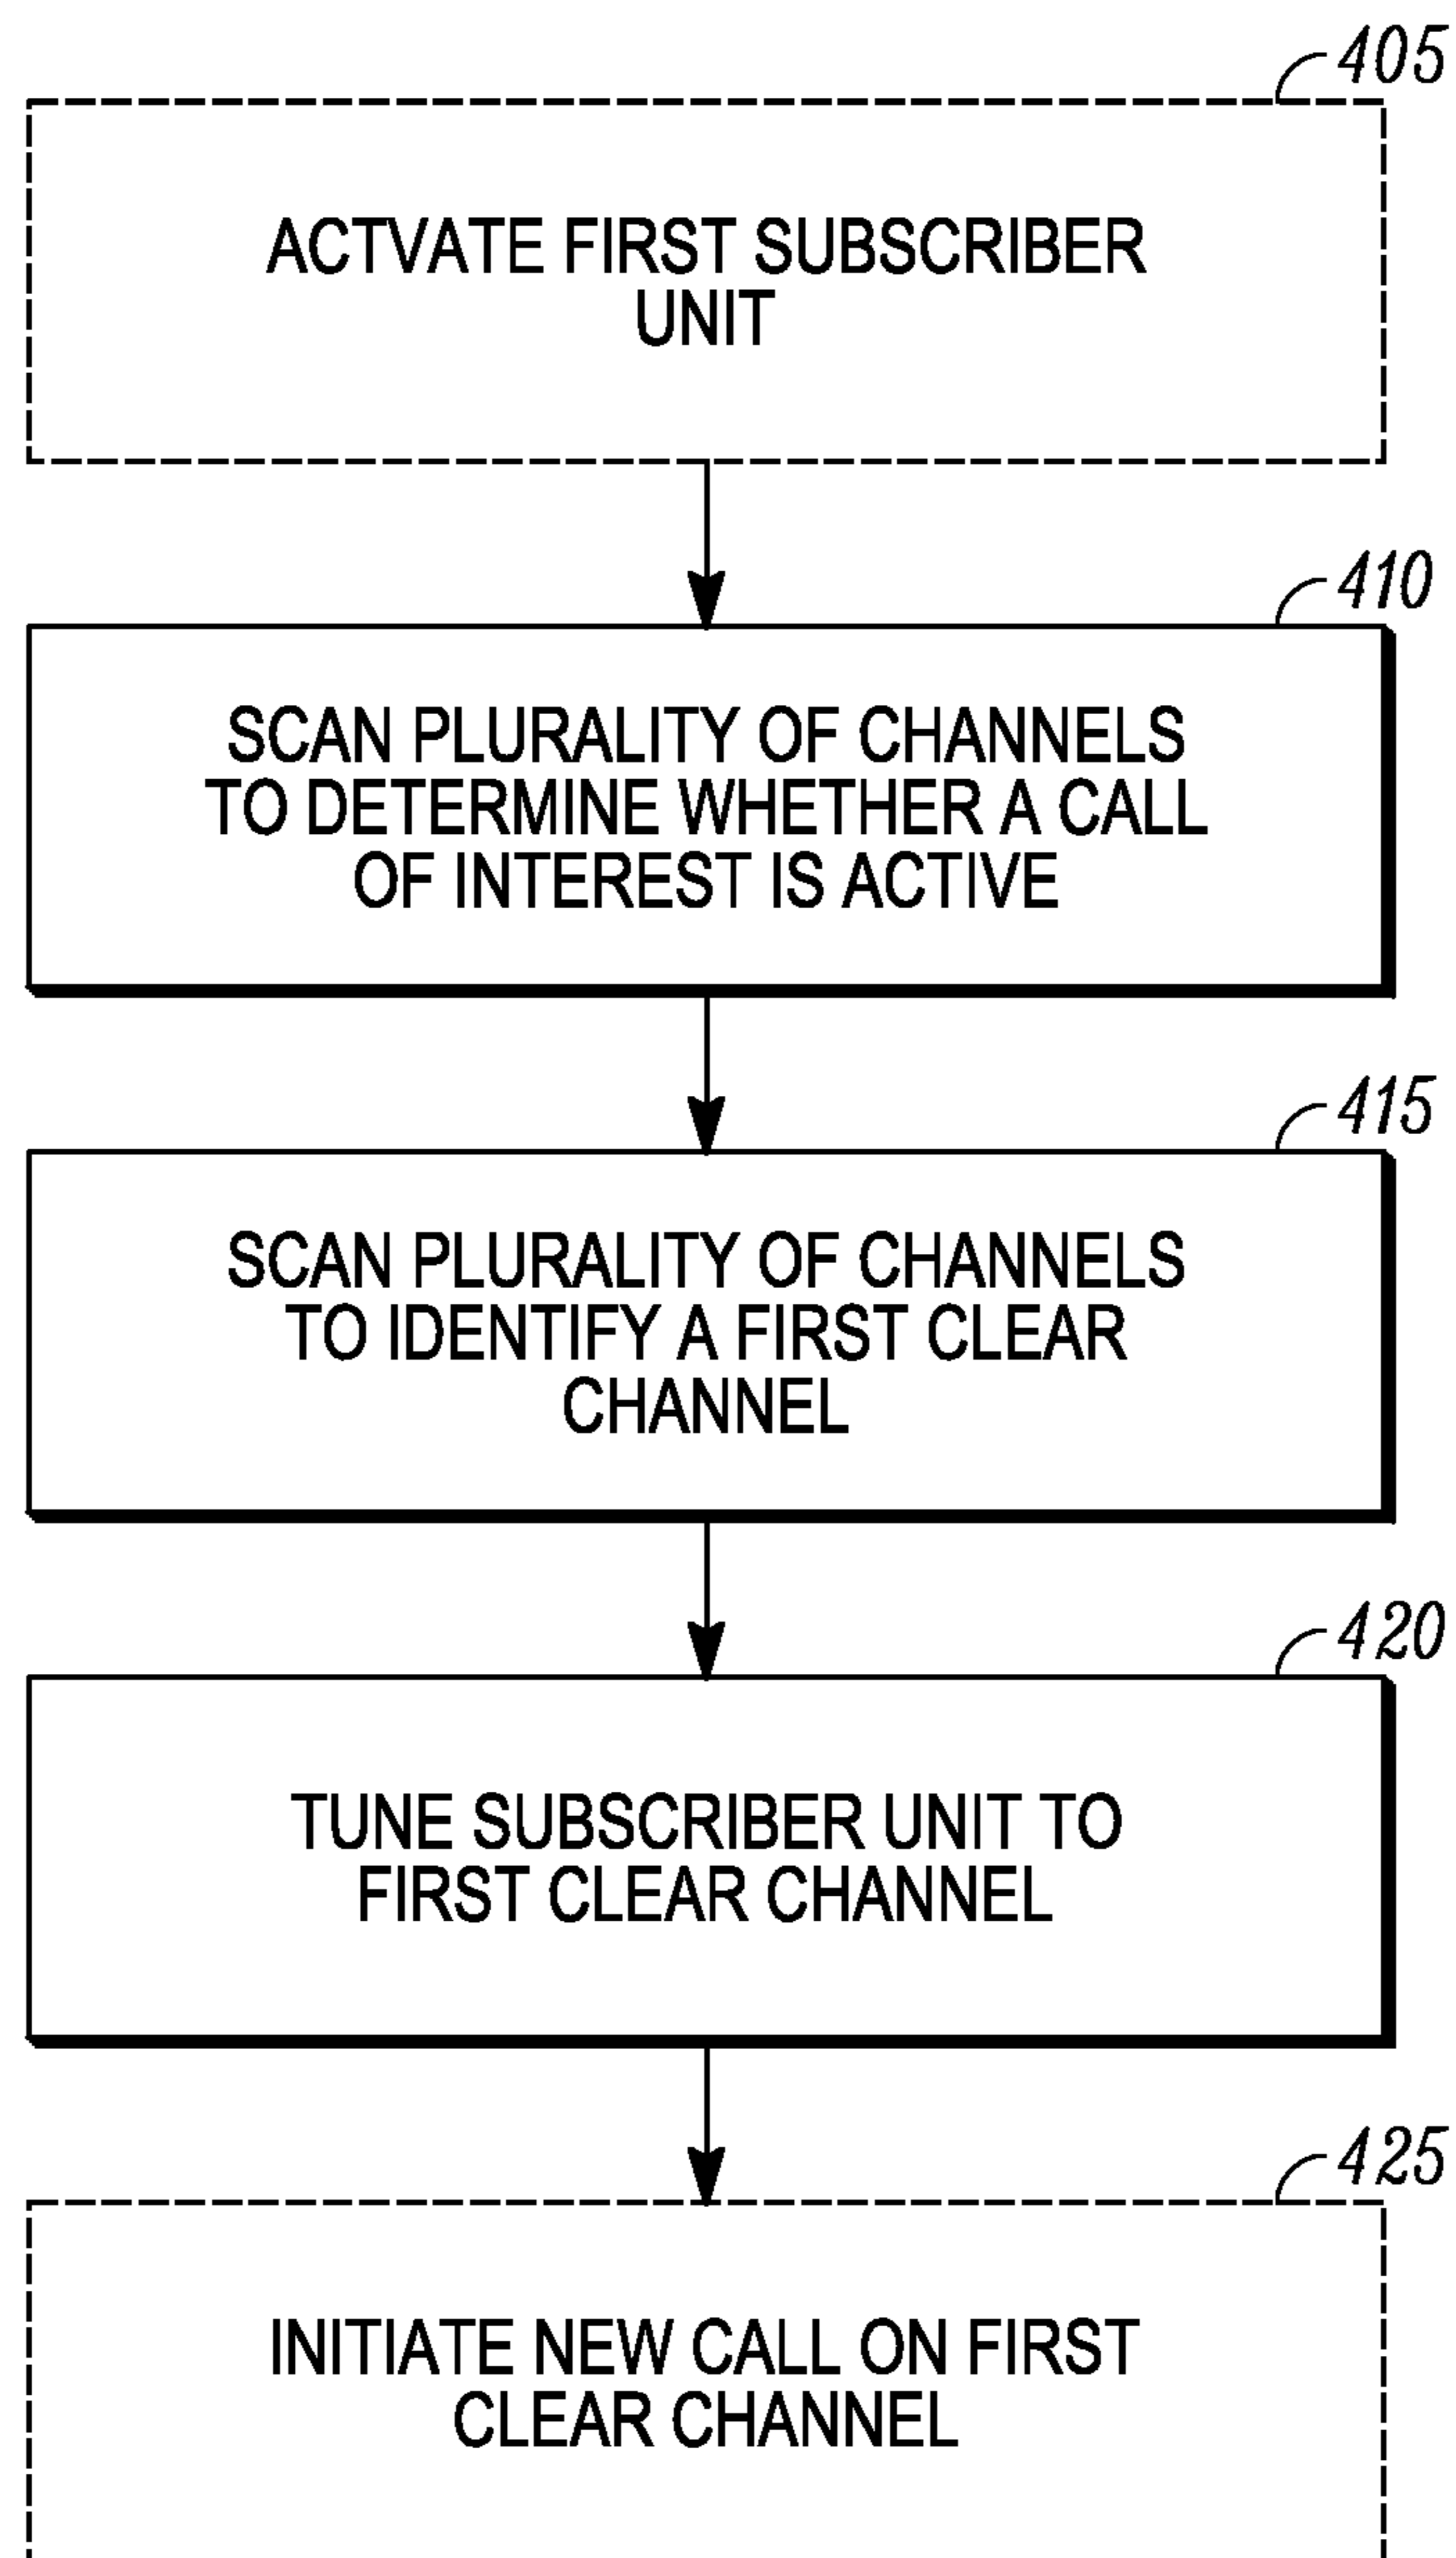 405
ACTVATE FIRST SUBSCRIBER
UNIT
410
SCAN PLURALITY OF CHANNELS
TO DETERMINE WHETHER A CALL
OF INTEREST IS ACTIVE
415
SCAN PLURALITY OF CHANNELS
TO IDENTIFY A FIRST CLEAR
CHANNEL
420
TUNE SUBSCRIBER UNIT TO
FIRST CLEAR CHANNEL
425
INITIATE NEW CALL ON FIRST
CLEAR CHANNEL